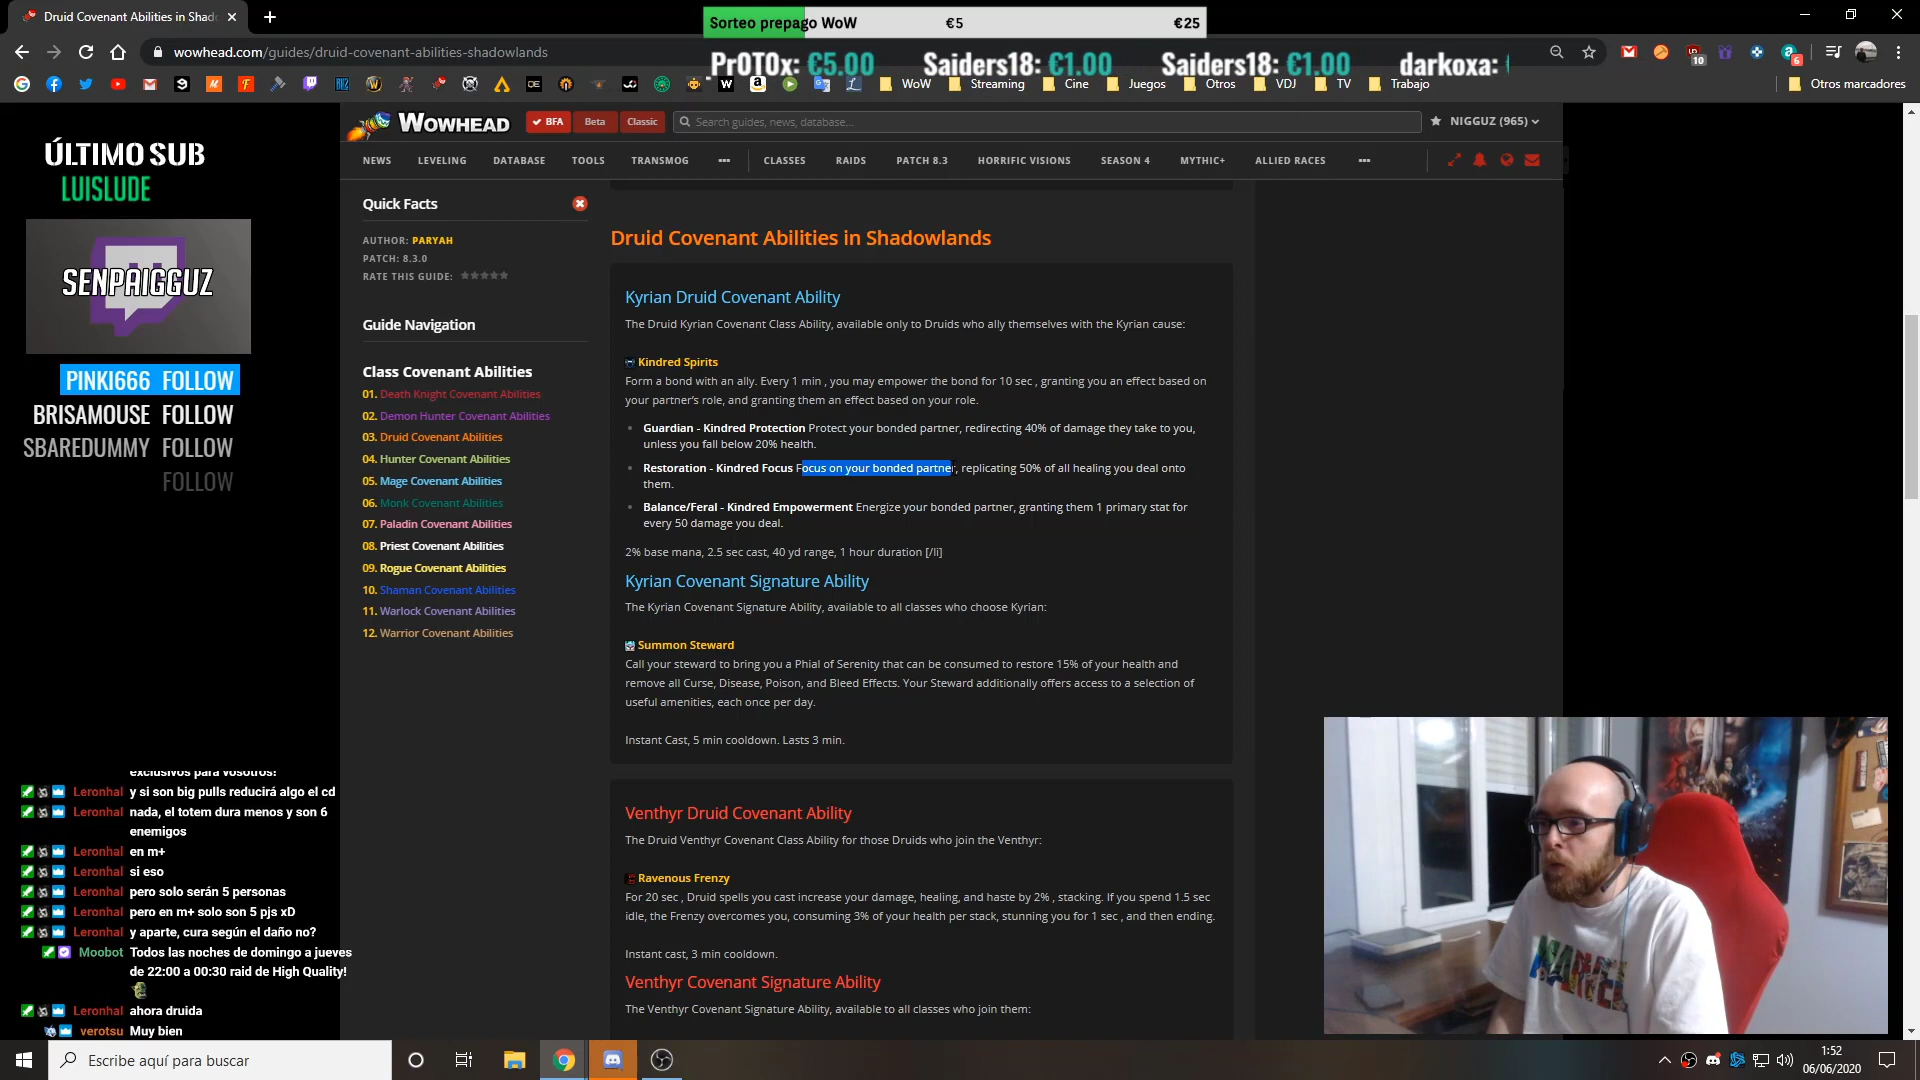 Druid Covenant Abilities in Shado
Sorteo prepago WoW €5 €25
wowhead.com/guides/druid-covenant-abilities-shadowlands
PrOTOx: €5.00 Saiders18: €1.00 Saiders18: €1.00 darkoxa:
10
6
WoW Streaming Cine Juegos Otros VDJ TV Trabajo Otros marcadores
WOWHEAD BFA Beta Classic Search guides, news, database... NIGGUZ (965)
NEWS LEVELING DATABASE TOOLS TRANSMOG ••• CLASSES RAIDS PATCH 8.3 HORRIFIC VISIONS SEASON 4 MYTHIC+ ALLIED RACES •••
ÚLTIMO SUB
LUISLUDE
SENPAIGGUZ
PINKI666 FOLLOW
BRISAMOUSE FOLLOW
SBAREDUMMY FOLLOW
FOLLOW
Quick Facts
AUTHOR: PARYAH
PATCH: 8.3.0
RATE THIS GUIDE:
Guide Navigation
Class Covenant Abilities
01. Death Knight Covenant Abilities
02. Demon Hunter Covenant Abilities
03. Druid Covenant Abilities
04. Hunter Covenant Abilities
05. Mage Covenant Abilities
06. Monk Covenant Abilities
07. Paladin Covenant Abilities
08. Priest Covenant Abilities
09. Rogue Covenant Abilities
10. Shaman Covenant Abilities
11. Warlock Covenant Abilities
12. Warrior Covenant Abilities
Druid Covenant Abilities in Shadowlands
Kyrian Druid Covenant Ability
The Druid Kyrian Covenant Class Ability, available only to Druids who ally themselves with the Kyrian cause:
Kindred Spirits
Form a bond with an ally. Every 1 min , you may empower the bond for 10 sec , granting you an effect based on
your partner's role, and granting them an effect based on your role.
Guardian - Kindred Protection Protect your bonded partner, redirecting 40% of damage they take to you,
unless you fall below 20% health.
Restoration - Kindred Focus Focus on your bonded partner, replicating 50% of all healing you deal onto
them.
Balance/Feral - Kindred Empowerment Energize your bonded partner, granting them 1 primary stat for
every 50 damage you deal.
2% base mana, 2.5 sec cast, 40 yd range, 1 hour duration [/li]
Kyrian Covenant Signature Ability
The Kyrian Covenant Signature Ability, available to all classes who choose Kyrian:
Summon Steward
Call your steward to bring you a Phial of Serenity that can be consumed to restore 15% of your health and
remove all Curse, Disease, Poison, and Bleed Effects. Your Steward additionally offers access to a selection of
useful amenities, each once per day.
Instant Cast, 5 min cooldown. Lasts 3 min.
Venthyr Druid Covenant Ability
The Druid Venthyr Covenant Class Ability for those Druids who join the Venthyr:
Ravenous Frenzy
For 20 sec , Druid spells you cast increase your damage, healing, and haste by 2% , stacking. If you spend 1.5 sec
idle, the Frenzy overcomes you, consuming 3% of your health per stack, stunning you for 1 sec , and then ending.
Instant cast, 3 min cooldown.
Venthyr Covenant Signature Ability
The Venthyr Covenant Signature Ability, available to all classes who join them:
exclusivos para vosotros!
Leronhal y si son big pulls reducirá algo el cd
Leronhal nada, el totem dura menos y son 6
enemigos
Leronhal en m+
Leronhal si eso
Leronhal pero solo serán 5 personas
Leronhal pero en m+ solo son 5 pjs xD
Leronhal y aparte, cura según el daño no?
Moobot Todos las noches de domingo a jueves
de 22:00 a 00:30 raid de High Quality!
Leronhal ahora druida
verotsu Muy bien
Escribe aquí para buscar
1:52
06/06/2020